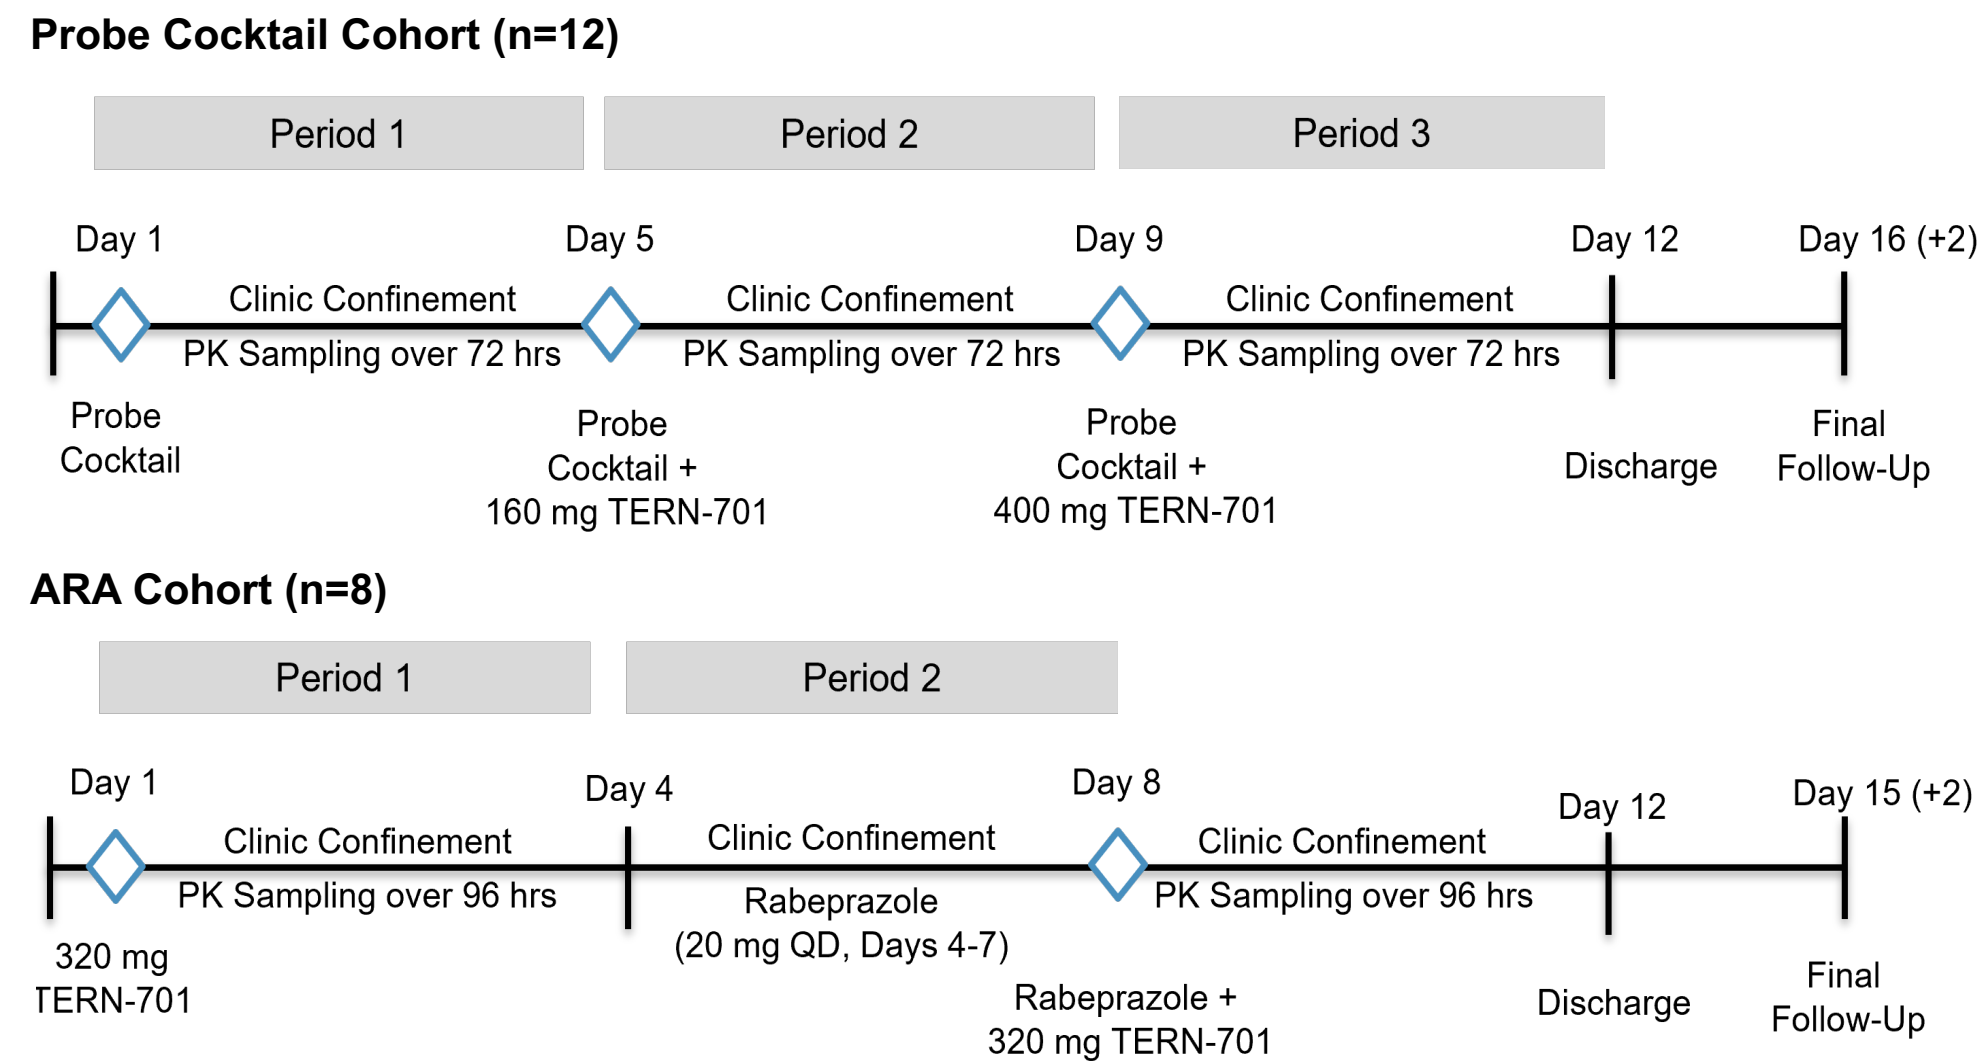 Probe Cocktail Cohort (n=12)
Period 1
Period 2
Period 3
Day 1
Day 5
Day 9
Day 12
Day 16 (+2)
Clinic Confinement
Clinic Confinement
Clinic Confinement
PK Sampling over 72 hrs
PK Sampling over 72 hrs
PK Sampling over 72 hrs
Probe
Cocktail
Probe
Cocktail +
160 mg TERN-701
Probe
Cocktail +
400 mg TERN-701
Discharge
Final
Follow-Up
ARA Cohort (n=8)
Period 1
Period 2
Day 1
Day 4
Day 8
Day 12
Day 15 (+2)
Clinic Confinement
Clinic Confinement
Clinic Confinement
PK Sampling over 96 hrs
Rabeprazole
(20 mg QD, Days 4-7)
PK Sampling over 96 hrs
320 mg
TERN-701
Rabeprazole +
320 mg TERN-701
Discharge
Final
Follow-Up